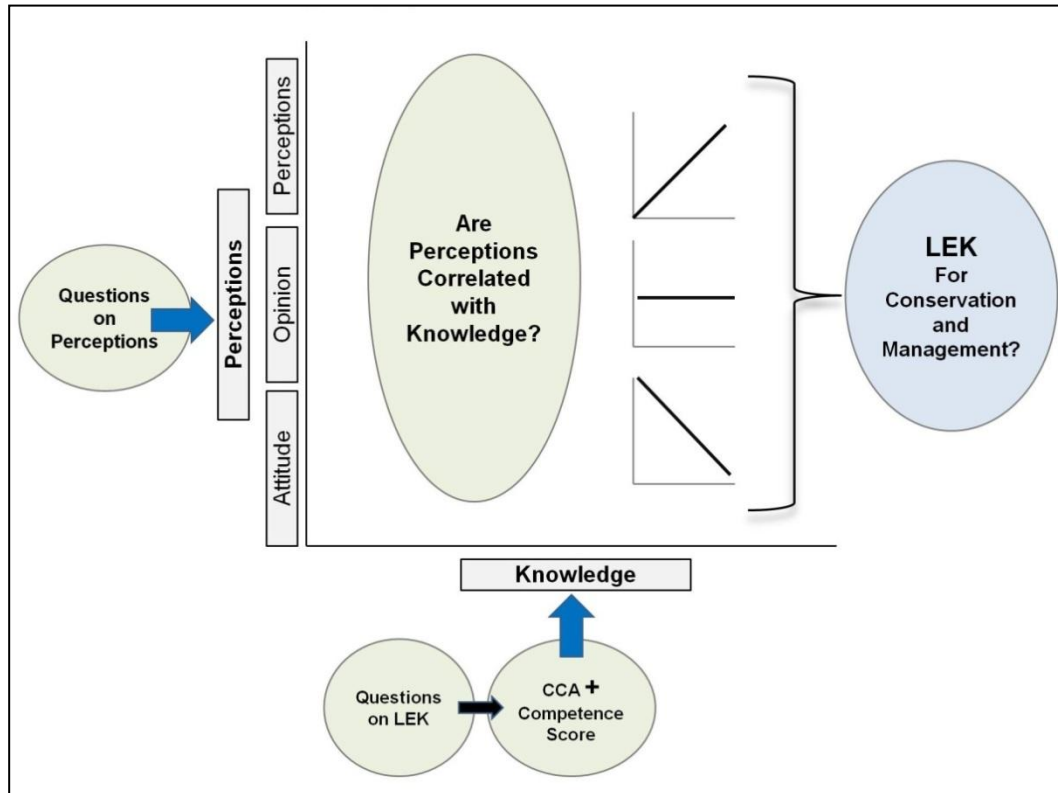 Questions
on
Perceptions
Perceptions
Perceptions
Opinion
Attitude
Are
Perceptions
Correlated
with
Knowledge?
LEK
For
Conservation
and
Management?
Knowledge
Questions
on LEK
CCA +
Competence
Score